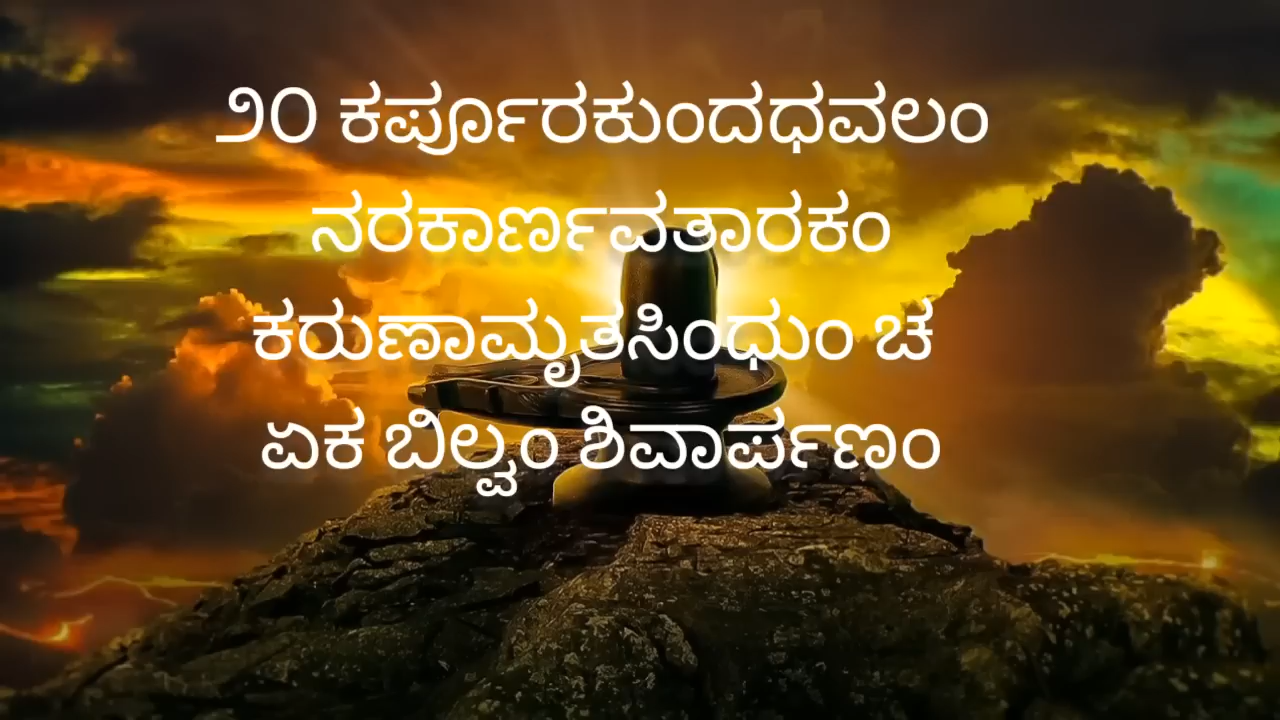 ೨೦ ಕರ್ಪೂರಕುಂದಧವಲಂ
ನರಕಾರ್ಣವತಾರಕಂ
ಕರುಣಾಮೃತಸಿಂಧುಂ ಚ
ಏಕ ಬಿಲ್ವಂ ಶಿವಾರ್ಪಣಂ